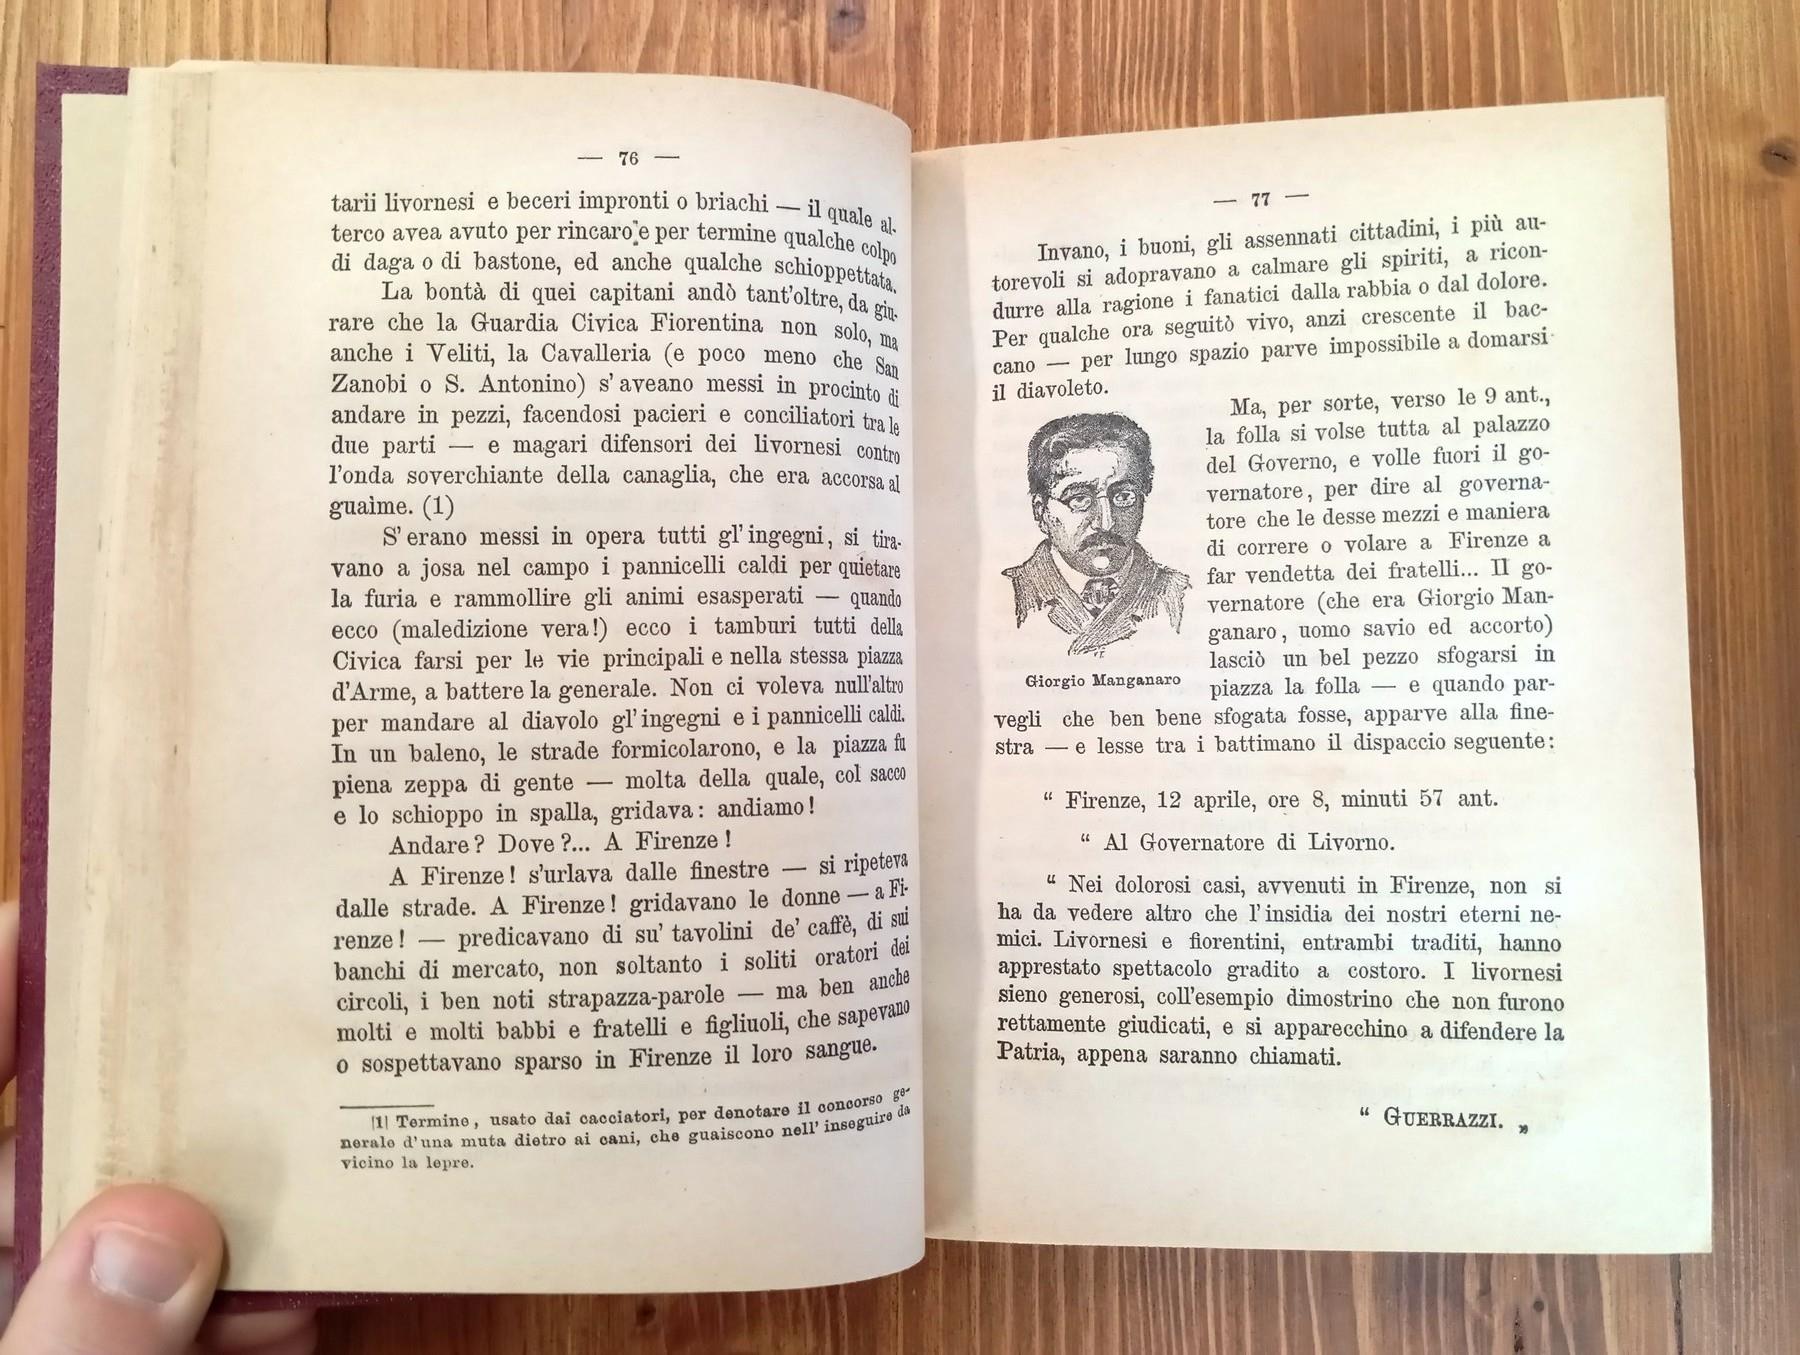 — 76 —
tarii livornesi e beceri impronti o briachi — il quale al-
terco avea avuto per rincaro e per termine qualche colpo
di daga o di bastone, ed anche qualche schioppettata.
La bontà di quei capitani andò tant'oltre, da giu-
rare che la Guardia Civica Fiorentina non solo, ma
anche i Veliti, la Cavalleria (e poco meno che San
Zanobi o S. Antonino) s'aveano messi in procinto di
andare in pezzi, facendosi pacieri e conciliatori tra le
due parti — e magari difensori dei livornesi contro
l'onda soverchiante della canaglia, che era accorsa al
guaìme. (1)
S'erano messi in opera tutti gl'ingegni, si tira-
vano a josa nel campo i pannicelli caldi per quietare
la furia e rammollire gli animi esasperati — quando
ecco (maledizione vera!) ecco i tamburi tutti della
Civica farsi per le vie principali e nella stessa piazza
d'Arme, a battere la generale. Non ci voleva null'altro
per mandare al diavolo gl'ingegni e i pannicelli caldi.
In un baleno, le strade formicolarono, e la piazza fu
piena zeppa di gente — molta della quale, col sacco
e lo schioppo in spalla, gridava: andiamo!
Andare? Dove?... A Firenze!
A Firenze! s'urlava dalle finestre — si ripeteva
dalle strade. A Firenze! gridavano le donne — a Fi-
renze! — predicavano di su' tavolini de' caffè, di sui
banchi di mercato, non soltanto i soliti oratori dei
circoli, i ben noti strapazza-parole — ma ben anche
molti e molti babbi e fratelli e figliuoli, che sapevano
o sospettavano sparso in Firenze il loro sangue.
|1| Termine, usato dai cacciatori, per denotare il concorso ge-
nerale d'una muta dietro ai cani, che guaiscono nell'inseguire da
vicino la lepre.
— 77 —
Invano, i buoni, gli assennati cittadini, i più au-
torevoli si adopravano a calmare gli spiriti, a ricon-
durre alla ragione i fanatici dalla rabbia o dal dolore.
Per qualche ora seguitò vivo, anzi crescente il bac-
cano — per lungo spazio parve impossibile a domarsi
il diavoleto.
Ma, per sorte, verso le 9 ant.,
la folla si volse tutta al palazzo
del Governo, e volle fuori il go-
vernatore, per dire al governa-
tore che le desse mezzi e maniera
di correre o volare a Firenze a
far vendetta dei fratelli... Il go-
vernatore (che era Giorgio Man-
ganaro, uomo savio ed accorto)
lasciò un bel pezzo sfogarsi in
piazza la folla — e quando par-
Giorgio Manganaro
vegli che ben bene sfogata fosse, apparve alla fine-
stra — e lesse tra i battimano il dispaccio seguente:
“ Firenze, 12 aprile, ore 8, minuti 57 ant.
“ Al Governatore di Livorno.
“ Nei dolorosi casi, avvenuti in Firenze, non si
ha da vedere altro che l'insidia dei nostri eterni ne-
mici. Livornesi e fiorentini, entrambi traditi, hanno
apprestato spettacolo gradito a costoro. I livornesi
sieno generosi, coll'esempio dimostrino che non furono
rettamente giudicati, e si apparecchino a difendere la
Patria, appena saranno chiamati.
“ GUERRAZZI. „